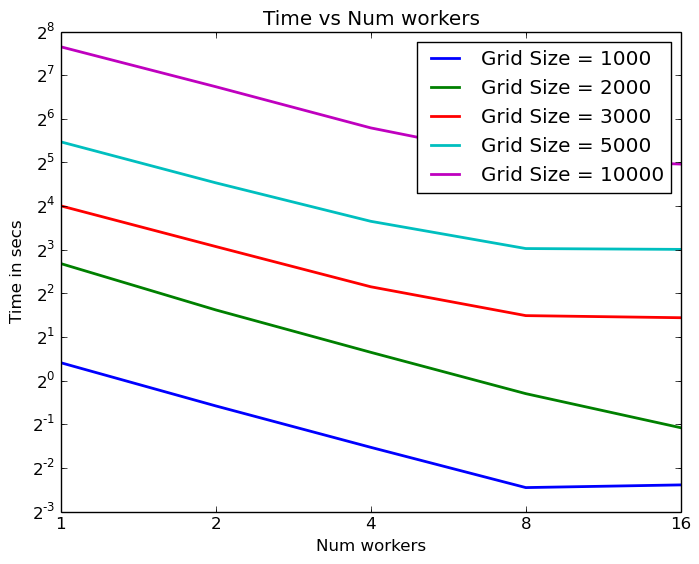 Time vs Num workers
2^8
2^7
2^6
2^5
2^4
2^3
2^2
2^1
2^0
2^-1
2^-2
2^-3
Time in secs
Grid Size = 1000
Grid Size = 2000
Grid Size = 3000
Grid Size = 5000
Grid Size = 10000
1 2 4 8 16
Num workers